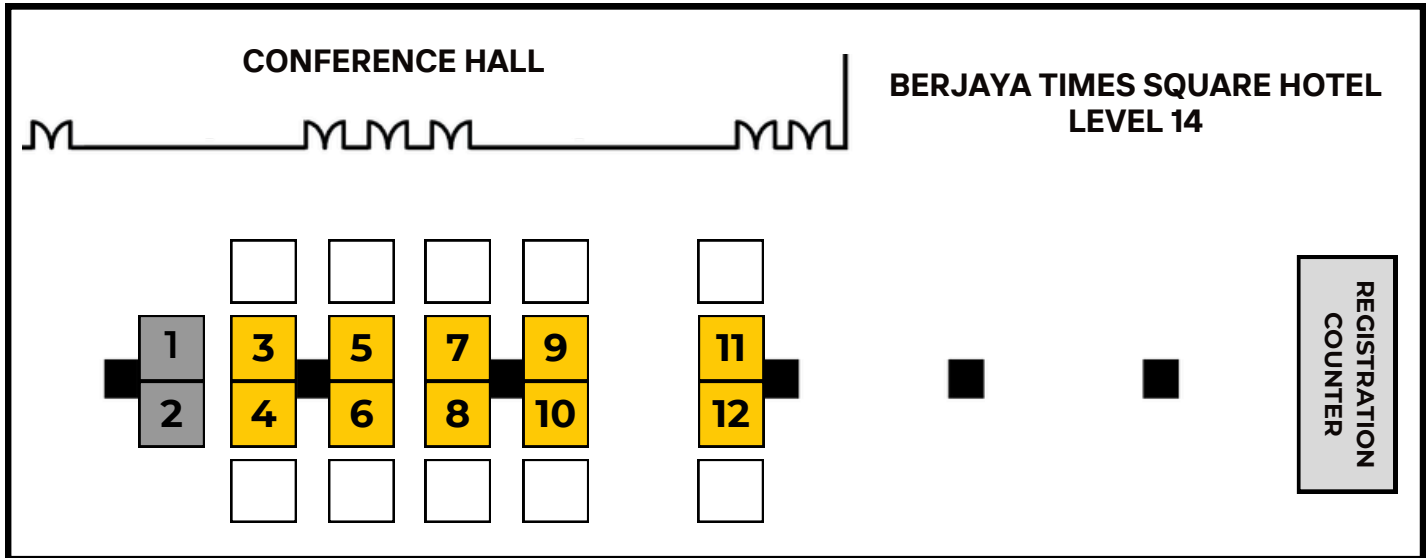 CONFERENCE HALL
BERJAYA TIMES SQUARE HOTEL
LEVEL 14
1
3
5
7
9
11
2
4
6
8
10
12
REGISTRATION
COUNTER